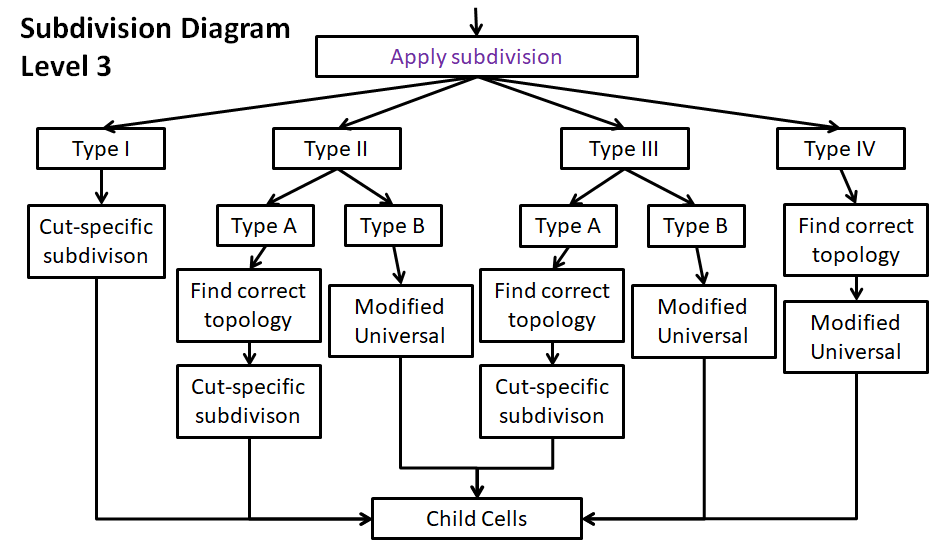 Subdivision Diagram
Level 3
Apply subdivision
Type I
Type II
Type III
Type IV
Cut-specific
subdivison
Type A
Type B
Type A
Type B
Find correct
topology
Find correct
topology
Modified
Universal
Find correct
topology
Modified
Universal
Modified
Universal
Cut-specific
subdivison
Cut-specific
subdivison
Child Cells